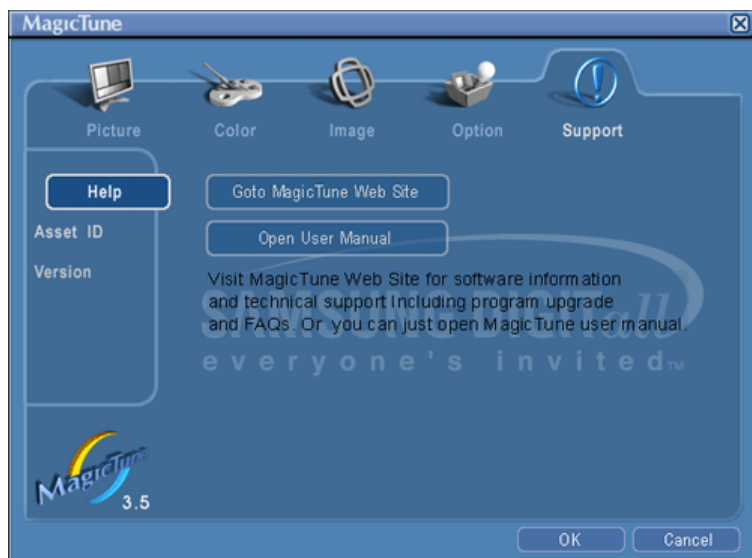 MagicTune
Picture
Color
Image
Option
Support
Help
Asset ID
Version
Goto MagicTune Web Site
Open User Manual
Visit MagicTune Web Site for software information
and technical support Including program upgrade
and FAQs. Or you can just open MagicTune user manual.
SAMSUNG DIGITall
everyone's invited™
MagicTune
3.5
OK
Cancel